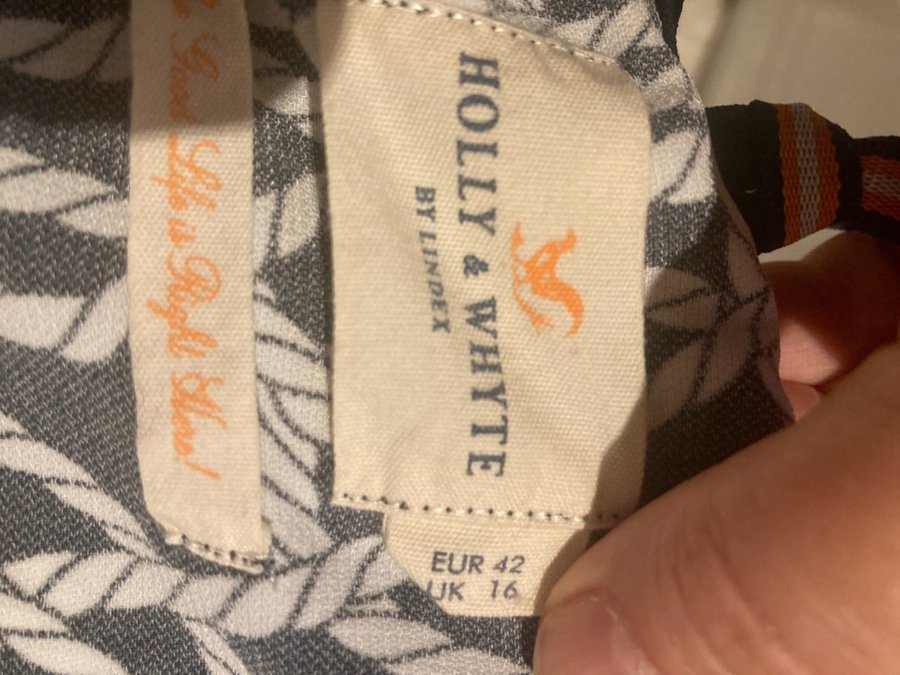 HOLLY & WHYTE
BY LINDEX
EUR 42
UK 16
Good Life is Right Here!